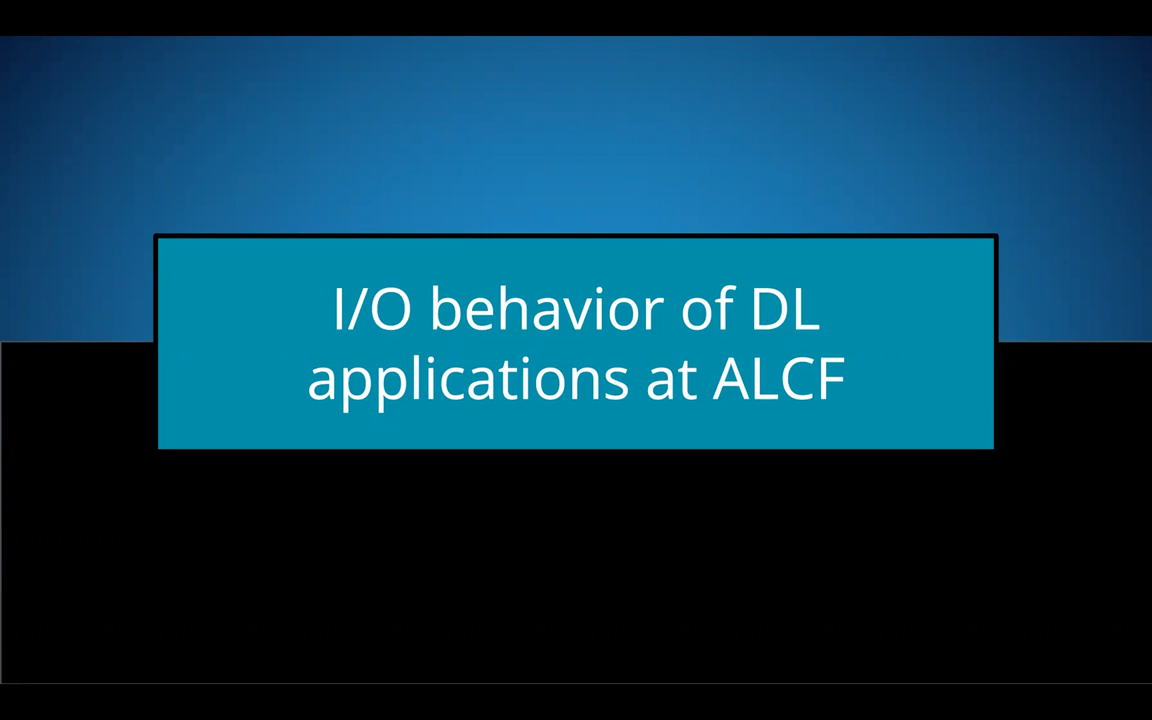 I/O behavior of DL
applications at ALCF